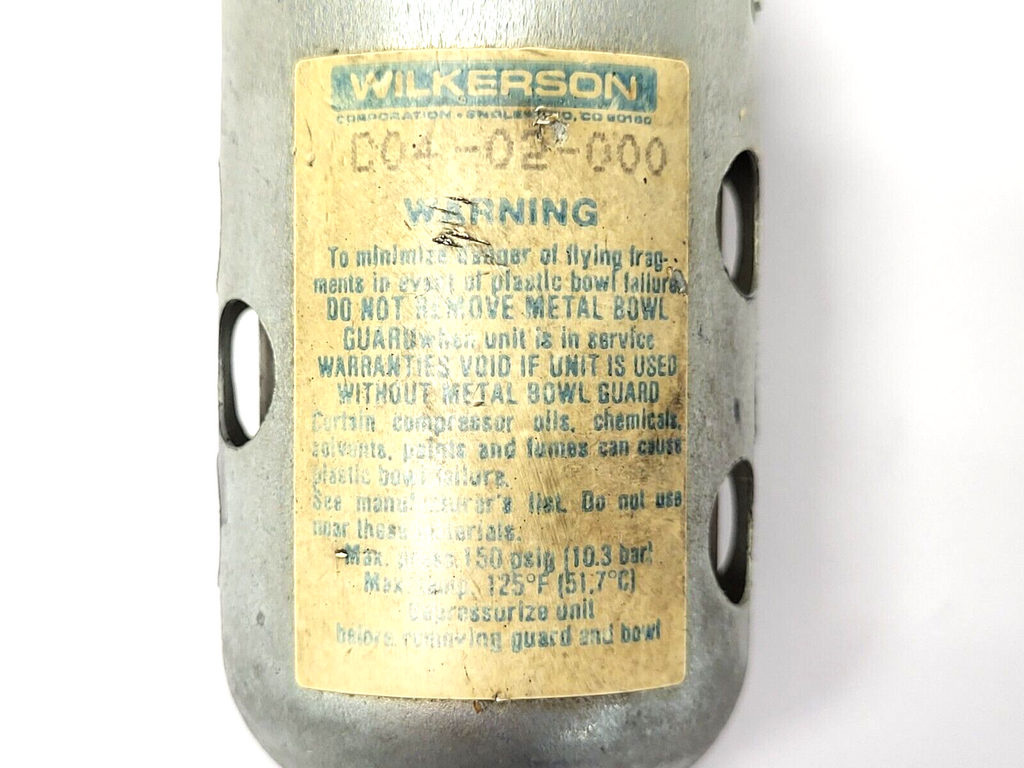 WILKERSON
CORPORATION • ENGLEWOOD, CO 80160
C04-02-000
WARNING
To minimize danger of flying frag-
ments in event of plastic bowl failure
DO NOT REMOVE METAL BOWL
GUARD when unit is in service
WARRANTIES VOID IF UNIT IS USED
WITHOUT METAL BOWL GUARD
Certain compressor oils, chemicals,
solvents, paints and fumes can cause
plastic bowl failure.
See manufacturer's list. Do not use
near these materials.
Max. press 150 psig (10.3 bar)
Max. temp. 125°F (51.7°C)
Depressurize unit
before removing guard and bowl